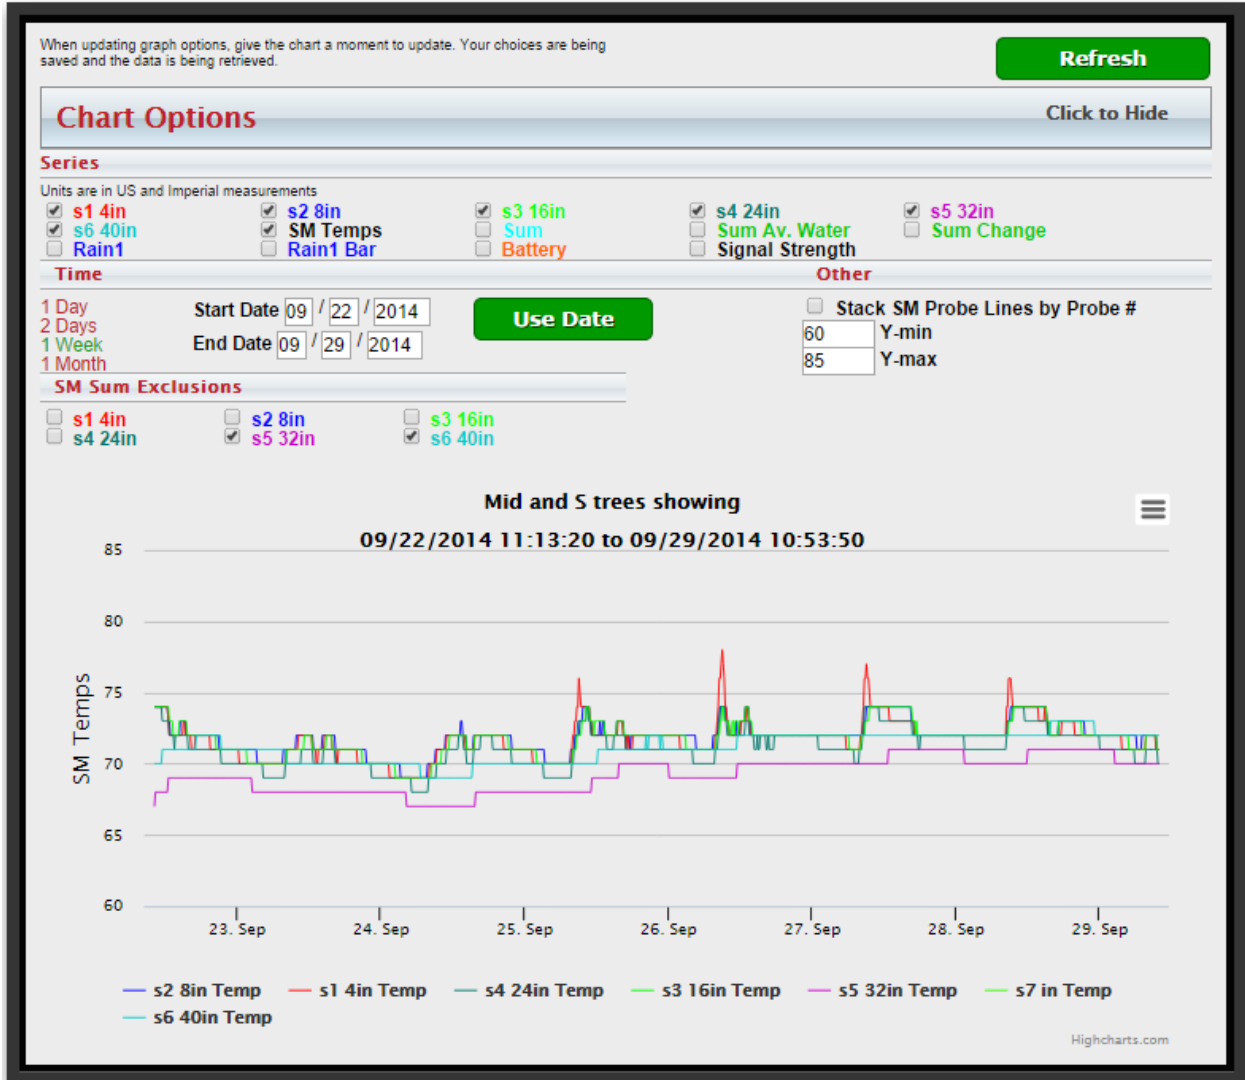 When updating graph options, give the chart a moment to update. Your choices are being
saved and the data is being retrieved.
Refresh
Chart Options
Click to Hide
Series
Units are in US and Imperial measurements
s1 4in s2 8in s3 16in s4 24in s5 32in
s6 40in SM Temps Sum Sum Av. Water Sum Change
Rain1 Rain1 Bar Battery Signal Strength
Time Other
1 Day
2 Days
1 Week
1 Month
Start Date 09 / 22 / 2014
End Date 09 / 29 / 2014
Use Date
Stack SM Probe Lines by Probe #
60 Y-min
85 Y-max
SM Sum Exclusions
s1 4in s2 8in s3 16in
s4 24in s5 32in s6 40in
Mid and S trees showing
09/22/2014 11:13:20 to 09/29/2014 10:53:50
SM Temps
85
80
75
70
65
60
23. Sep 24. Sep 25. Sep 26. Sep 27. Sep 28. Sep 29. Sep
s2 8in Temp s1 4in Temp s4 24in Temp s3 16in Temp s5 32in Temp s7 in Temp
s6 40in Temp
Highcharts.com